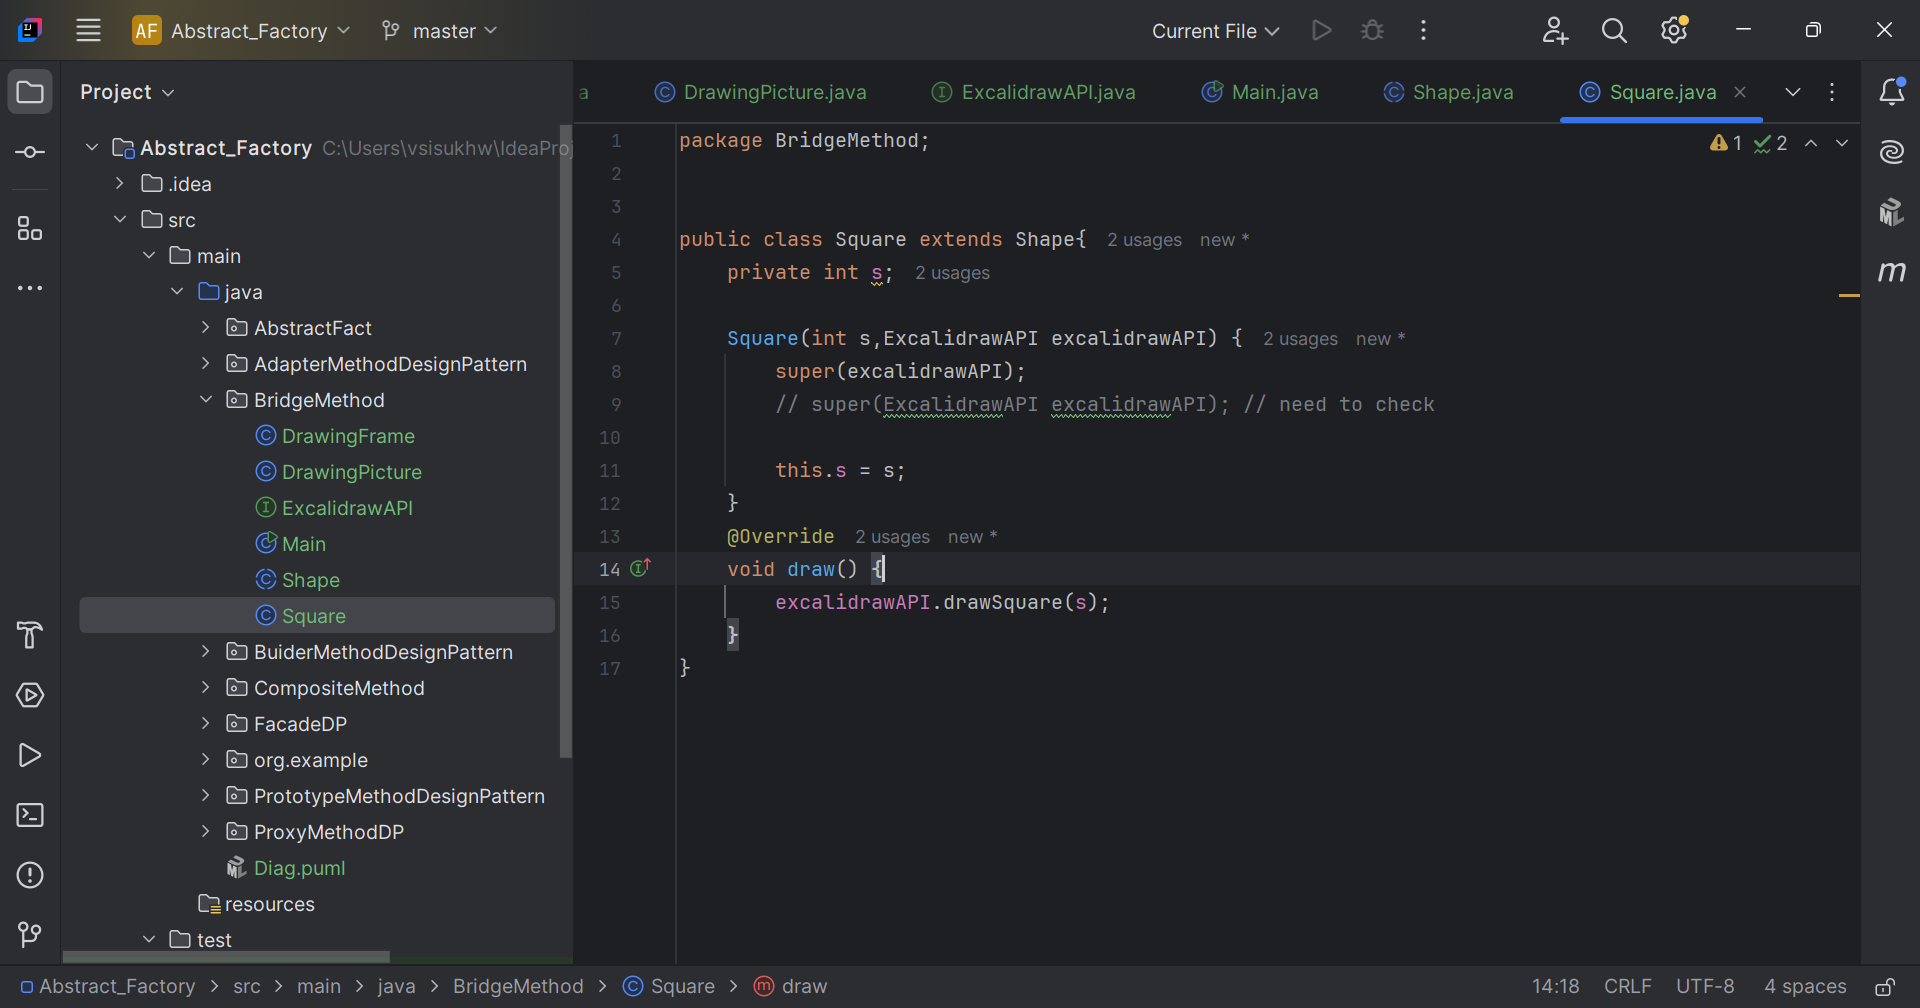 AF Abstract_Factory master Current File
Project
a DrawingPicture.java ExcalidrawAPI.java Main.java Shape.java Square.java
Abstract_Factory C:\Users\vsisukhw\IdeaProj
.idea
src
main
java
AbstractFact
AdapterMethodDesignPattern
BridgeMethod
DrawingFrame
DrawingPicture
ExcalidrawAPI
Main
Shape
Square
BuiderMethodDesignPattern
CompositeMethod
FacadeDP
org.example
PrototypeMethodDesignPattern
ProxyMethodDP
Diag.puml
resources
test
1 package BridgeMethod; 1 2
2
3
4 public class Square extends Shape{ 2 usages new *
5 private int s; 2 usages
6
7 Square(int s,ExcalidrawAPI excalidrawAPI) { 2 usages new *
8 super(excalidrawAPI);
9 // super(ExcalidrawAPI excalidrawAPI); // need to check
10
11 this.s = s;
12 }
13 @Override 2 usages new *
14 void draw() {
15 excalidrawAPI.drawSquare(s);
16 }
17 }
Abstract_Factory > src > main > java > BridgeMethod > Square > draw 14:18 CRLF UTF-8 4 spaces